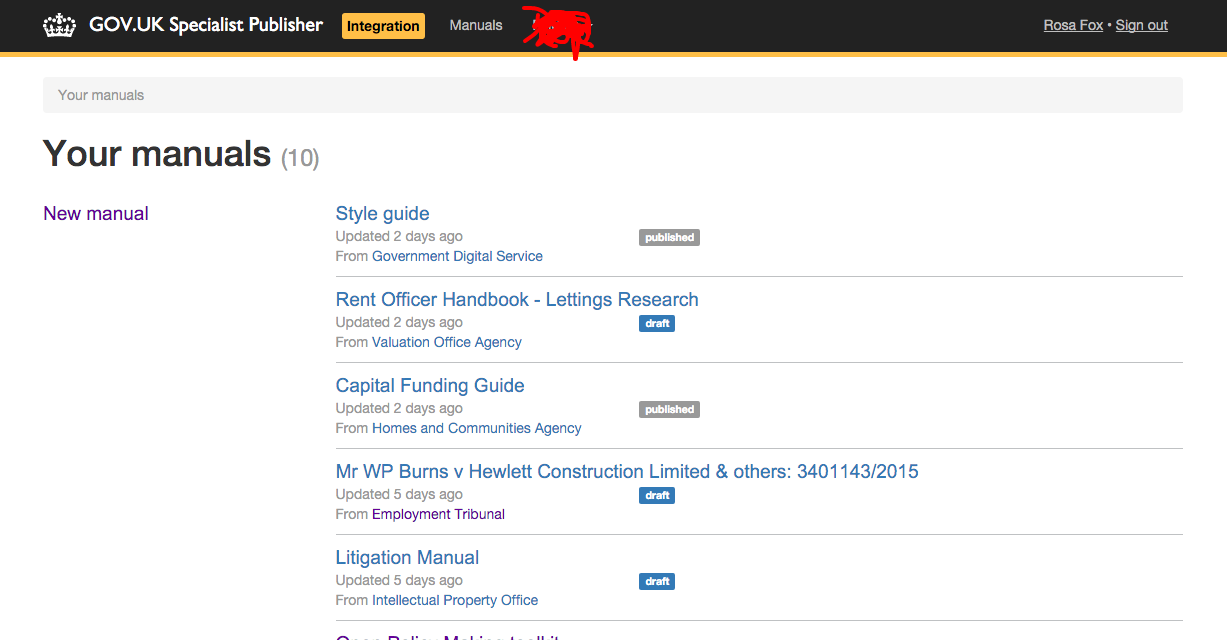 GOV.UK Specialist Publisher Integration Manuals Rosa Fox • Sign out
Your manuals
Your manuals (10)
New manual
Style guide
Updated 2 days ago published
From Government Digital Service
Rent Officer Handbook - Lettings Research
Updated 2 days ago draft
From Valuation Office Agency
Capital Funding Guide
Updated 2 days ago published
From Homes and Communities Agency
Mr WP Burns v Hewlett Construction Limited & others: 3401143/2015
Updated 5 days ago draft
From Employment Tribunal
Litigation Manual
Updated 5 days ago draft
From Intellectual Property Office
Open Policy Making toolkit